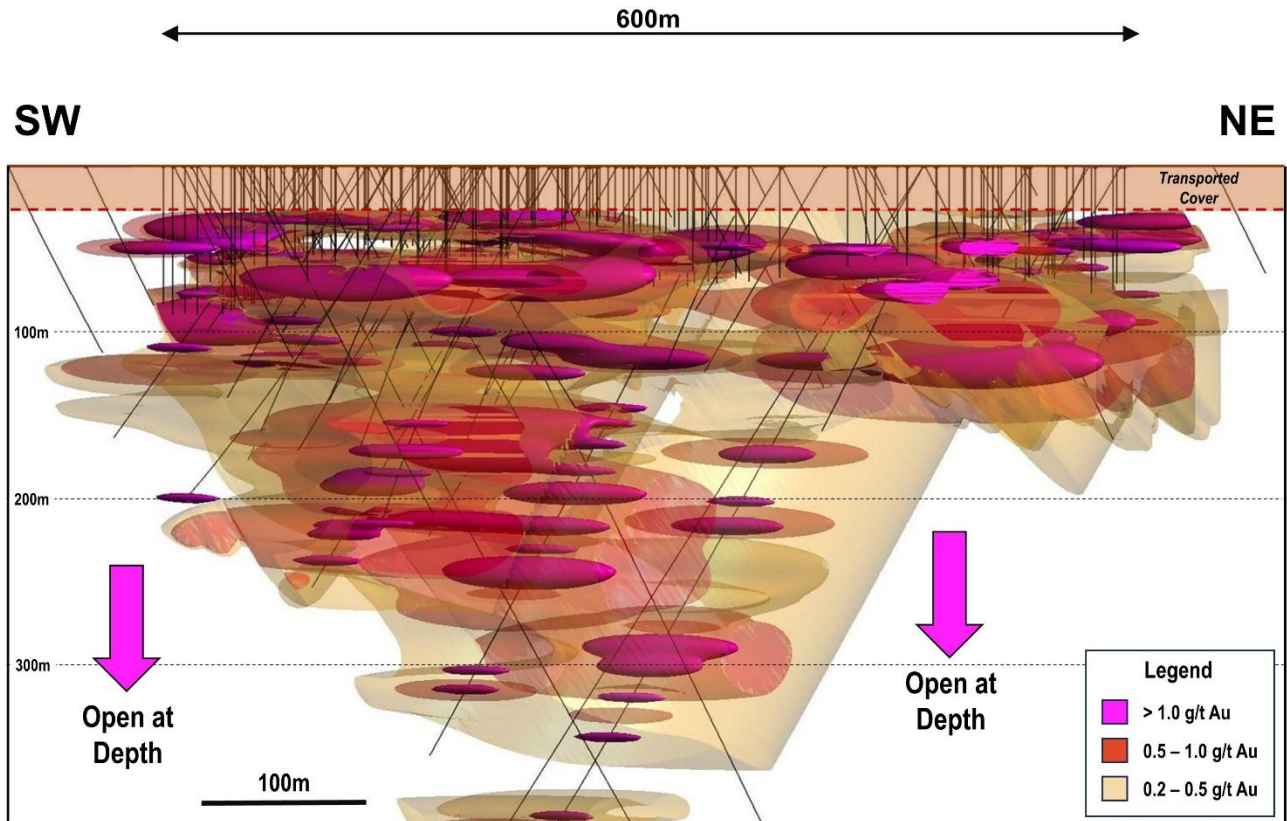 600m
SW
NE
Transported
Cover
100m
200m
300m
Open at
Depth
Open at
Depth
100m
Legend
> 1.0 g/t Au
0.5 – 1.0 g/t Au
0.2 – 0.5 g/t Au